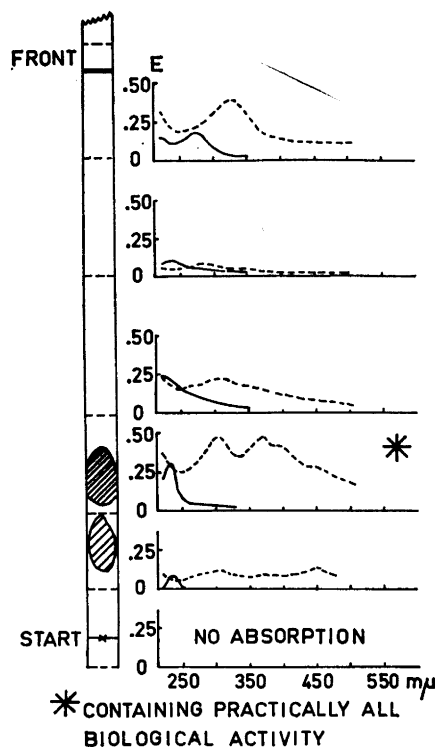 FRONT
E
.50
.25
0
.25
0
.50
.25
0
.50
.25
0
.25
0
START
.25
0
NO ABSORPTION
250 350 450 550 mµ
CONTAINING PRACTICALLY ALL
BIOLOGICAL ACTIVITY